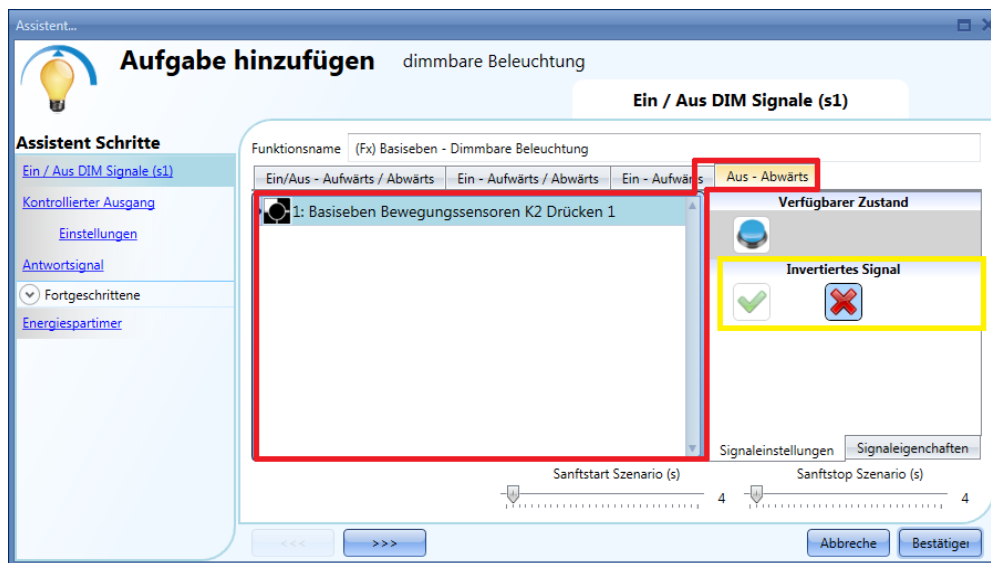 Assistent...
Aufgabe hinzufügen dimmbare Beleuchtung
Ein / Aus DIM Signale (s1)
Assistent Schritte
Ein / Aus DIM Signale (s1)
Kontrollierter Ausgang
Einstellungen
Antwortsignal
Fortgeschrittene
Energiespartimer
Funktionsname (Fx) Basiseben - Dimmbare Beleuchtung
Ein/Aus - Aufwärts / Abwärts Ein - Aufwärts / Abwärts Ein - Aufwärts Aus - Abwärts
1: Basiseben Bewegungssensoren K2 Drücken 1
Verfügbarer Zustand
Invertiertes Signal
Signaleinstellungen Signaleigenschaften
Sanftstart Szenario (s) Sanftstop Szenario (s)
4 4
<<< >>> Abbreche Bestätiger